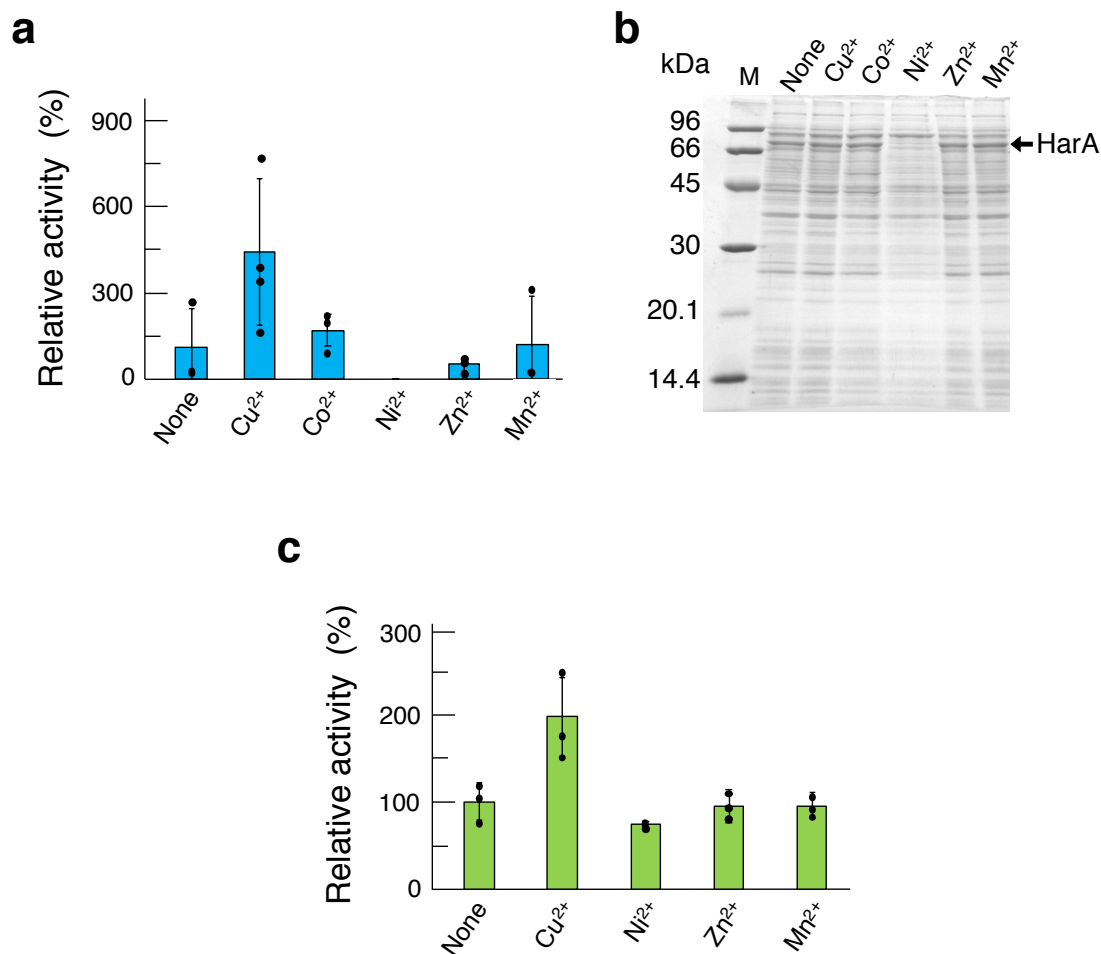 a
Relative activity (%)
900
600
300
0
None
Cu²⁺
Co²⁺
Ni²⁺
Zn²⁺
Mn²⁺
b
kDa
M
None
Cu²⁺
Co²⁺
Ni²⁺
Zn²⁺
Mn²⁺
96
66
45
30
20.1
14.4
HarA
c
Relative activity (%)
300
200
100
0
None
Cu²⁺
Ni²⁺
Zn²⁺
Mn²⁺